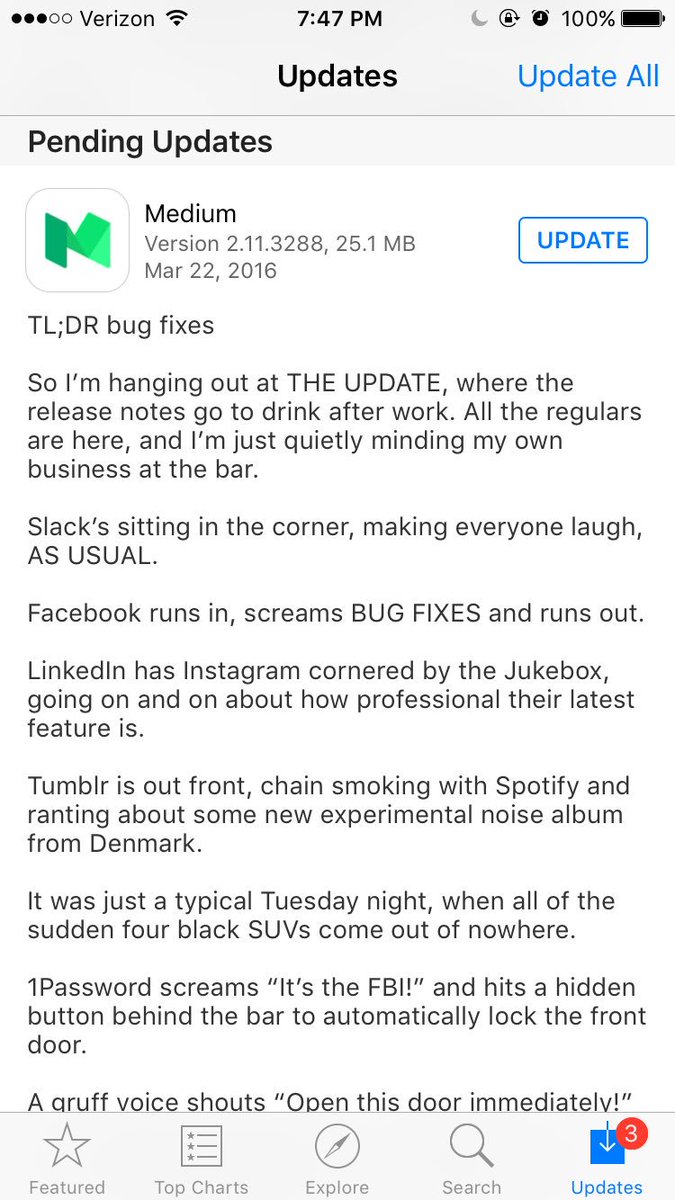 Verizon 7:47 PM 100%
Updates Update All
Pending Updates
Medium
Version 2.11.3288, 25.1 MB
Mar 22, 2016
UPDATE
TL;DR bug fixes
So I’m hanging out at THE UPDATE, where the
release notes go to drink after work. All the regulars
are here, and I’m just quietly minding my own
business at the bar.
Slack’s sitting in the corner, making everyone laugh,
AS USUAL.
Facebook runs in, screams BUG FIXES and runs out.
LinkedIn has Instagram cornered by the Jukebox,
going on and on about how professional their latest
feature is.
Tumblr is out front, chain smoking with Spotify and
ranting about some new experimental noise album
from Denmark.
It was just a typical Tuesday night, when all of the
sudden four black SUVs come out of nowhere.
1Password screams “It’s the FBI!” and hits a hidden
button behind the bar to automatically lock the front
door.
A gruff voice shouts “Open this door immediately!”
3
Featured Top Charts Explore Search Updates